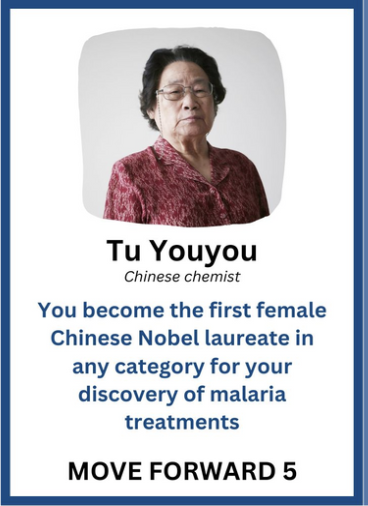 Tu Youyou
Chinese chemist
You become the first female
Chinese Nobel laureate in
any category for your
discovery of malaria
treatments
MOVE FORWARD 5